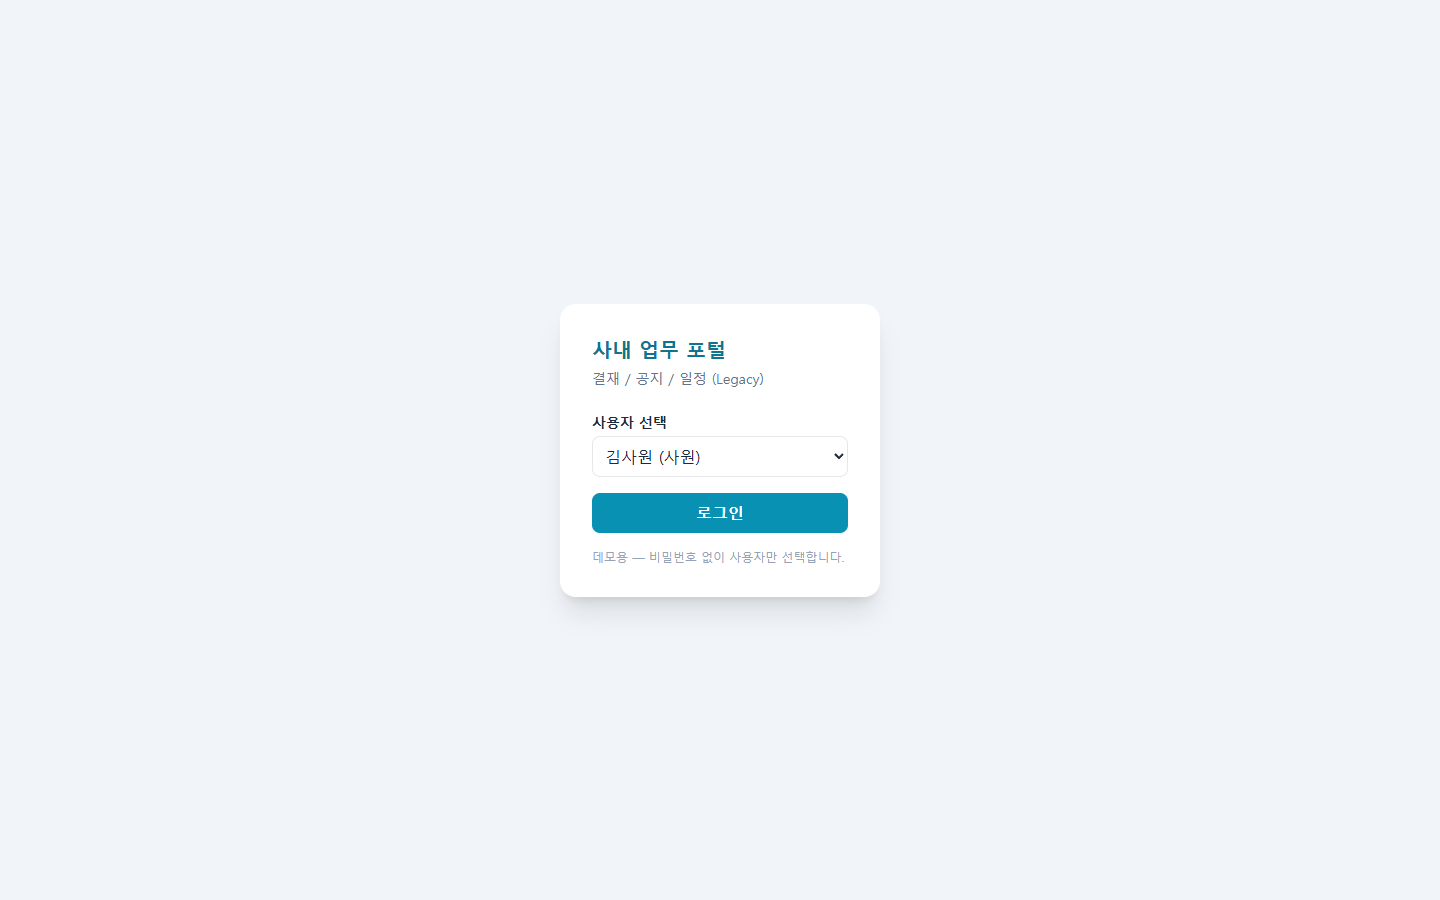 사내 업무 포털
결재 / 공지 / 일정 (Legacy)
사용자 선택
김사원 (사원)
로그인
데모용 — 비밀번호 없이 사용자만 선택합니다.